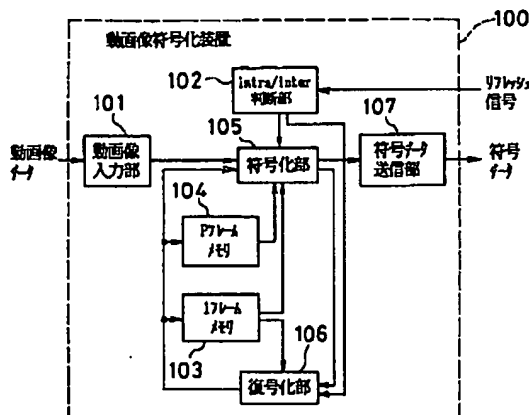 動画像符号化装置
100
102
intra/inter
判断部
リフレッシュ
信号
101
105
107
動画像
データ
動画像
入力部
符号化部
符号データ
送信部
符号
データ
104
Pフレーム
メモリ
Iフレーム
メモリ
103
106
復号化部